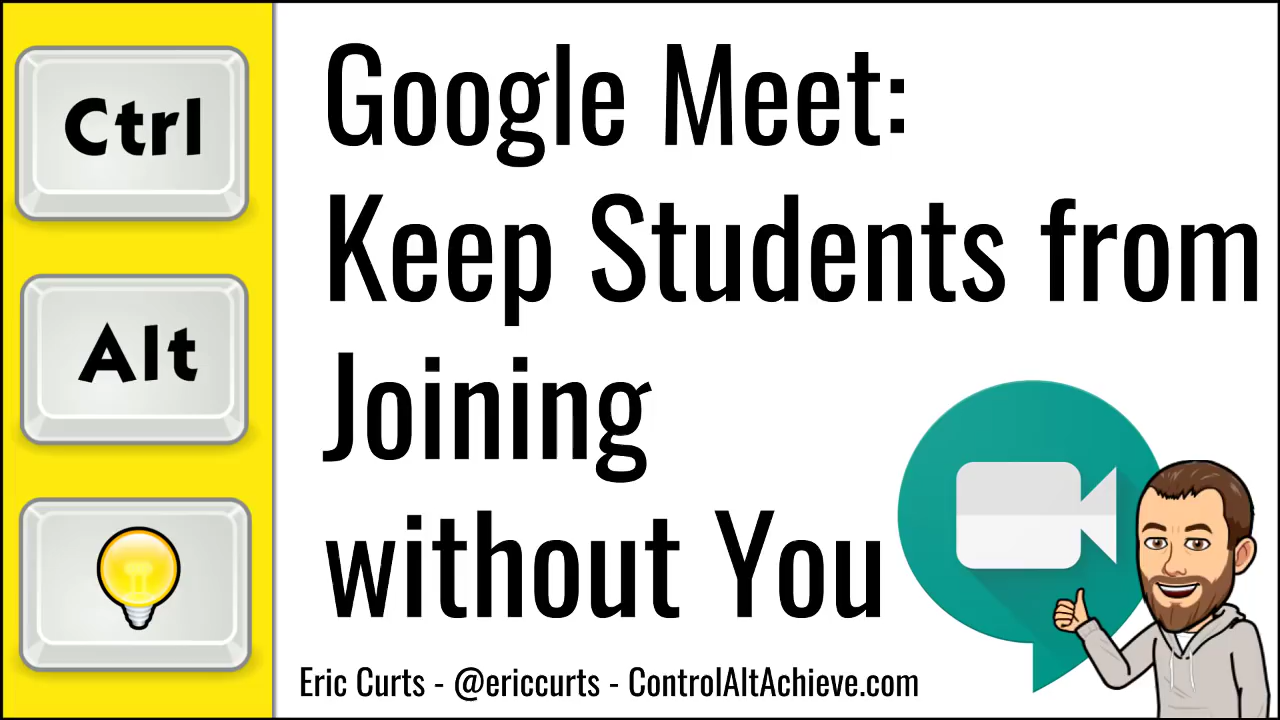 Ctrl
Alt
Google Meet:
Keep Students from
Joining
without You
Eric Curts - @ericcurts - ControlAltAchieve.com